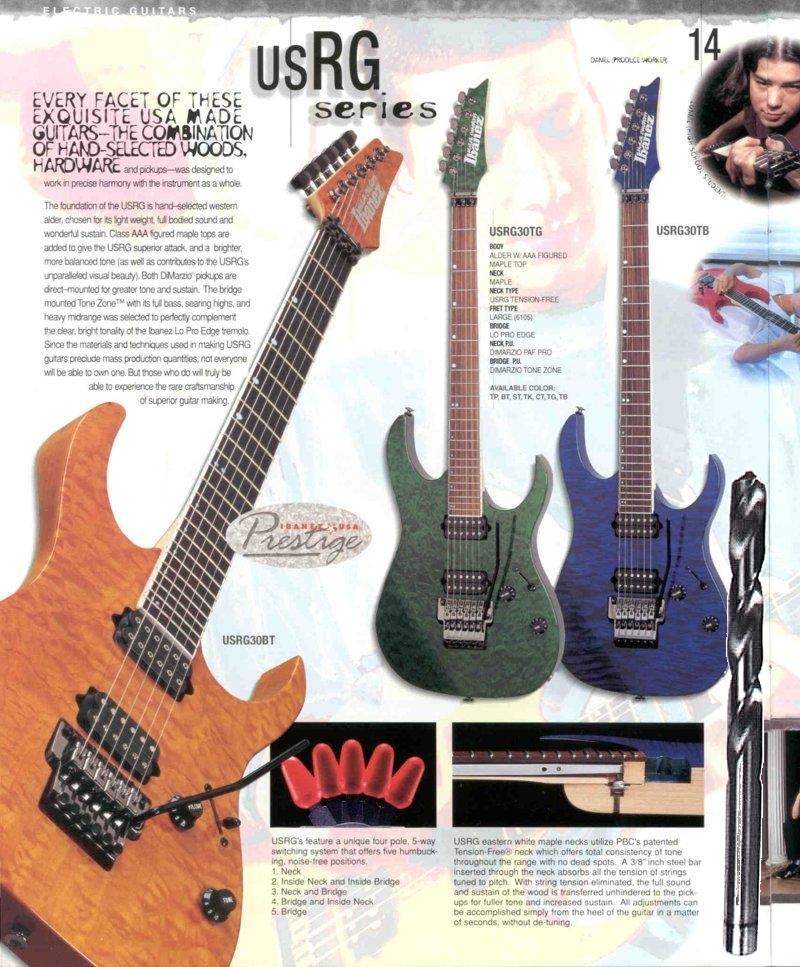 ELECTRIC GUITARS
USRG
series
14
DANIEL (PRODUCE WORKER)
EVERY FACET OF THESE
EXQUISITE USA MADE
GUITARS—THE COMBINATION
OF HAND-SELECTED WOODS,
HARDWARE and pickups—was designed to
work in precise harmony with the instrument as a whole.
The foundation of the USRG is hand–selected western
alder, chosen for its light weight, full bodied sound and
wonderful sustain. Class AAA figured maple tops are
added to give the USRG superior attack, and a brighter,
more balanced tone (as well as contributes to the USRG's
unparalleled visual beauty). Both DiMarzio® pickups are
direct–mounted for greater tone and sustain. The bridge
mounted Tone Zone™ with its full bass, searing highs, and
heavy midrange was selected to perfectly complement
the clear, bright tonality of the Ibanez Lo Pro Edge tremolo.
Since the materials and techniques used in making USRG
guitars preclude mass production quantities, not everyone
will be able to own one. But those who do will truly be
able to experience the rare craftsmanship
of superior guitar making.
Ibanez
Ibanez
Ibanez
USRG30TG
BODY
ALDER W/ AAA FIGURED
MAPLE TOP
NECK
MAPLE
NECK TYPE
USRG TENSION-FREE
FRET TYPE
LARGE (6105)
BRIDGE
LO PRO EDGE
NECK P.U.
DIMARZIO PAF PRO
BRIDGE P.U.
DIMARZIO TONE ZONE
AVAILABLE COLOR:
TP, BT, ST, TK, CT, TG, TB
USRG30TB
IBANEZ USA
Prestige
USRG30BT
VOLUME
TONE
USRG's feature a unique four pole, 5-way
switching system that offers five humbuck-
ing, noise-free positions.
1. Neck
2. Inside Neck and Inside Bridge
3. Neck and Bridge
4. Bridge and Inside Neck
5. Bridge
USRG eastern white maple necks utilize PBC's patented
Tension-Free® neck which offers total consistency of tone
throughout the range with no dead spots. A 3/8" inch steel bar
inserted through the neck absorbs all the tension of strings
tuned to pitch. With string tension eliminated, the full sound
and sustain of the wood is transferred unhindered to the pick-
ups for fuller tone and increased sustain. All adjustments can
be accomplished simply from the heel of the guitar in a matter
of seconds, without de-tuning.